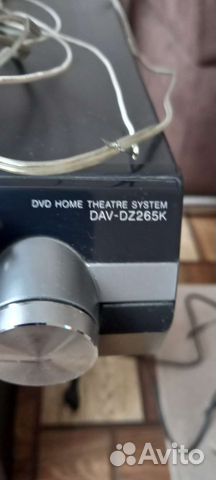 DVD HOME THEATRE SYSTEM
DAV-DZ265K
Avito